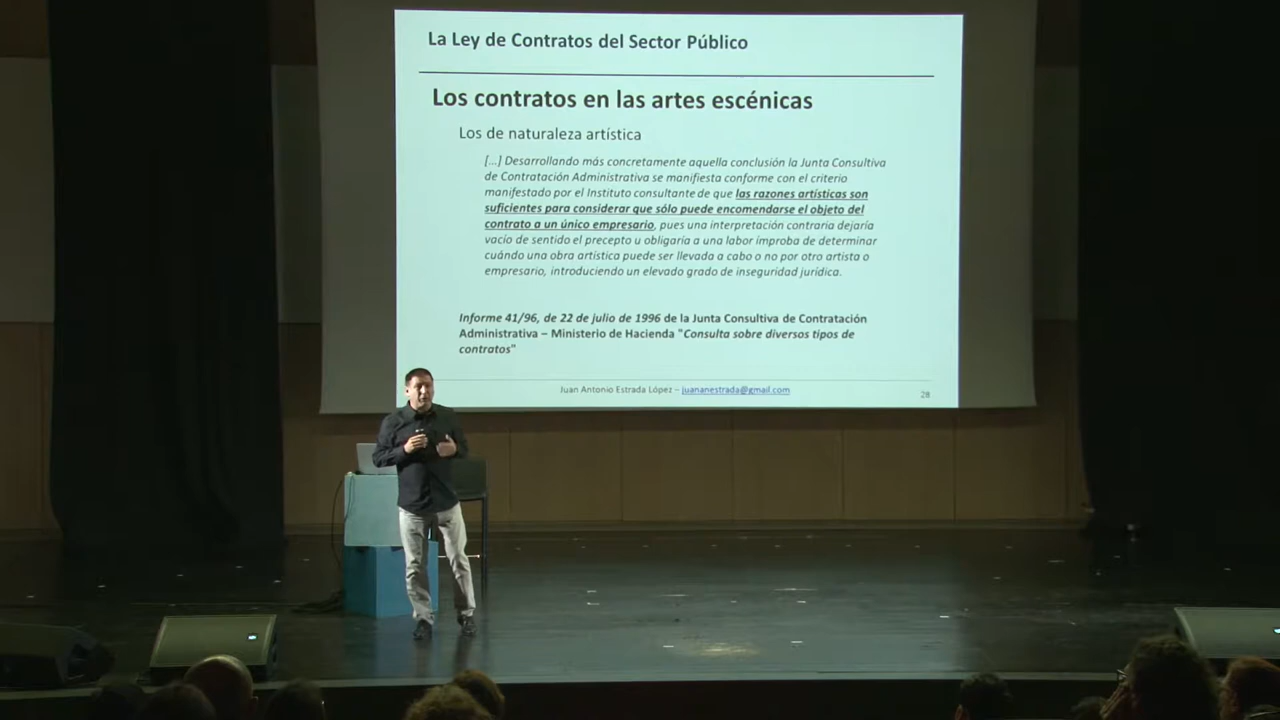 La Ley de Contratos del Sector Público
Los contratos en las artes escénicas
Los de naturaleza artística
[...] Desarrollando más concretamente aquella conclusión la Junta Consultiva
de Contratación Administrativa se manifiesta conforme con el criterio
manifestado por el Instituto consultante de que las razones artísticas son
suficientes para considerar que sólo puede encomendarse el objeto del
contrato a un único empresario, pues una interpretación contraria dejaría
vacío de sentido el precepto u obligaría a una labor improba de determinar
cuándo una obra artística puede ser llevada a cabo o no por otro artista o
empresario, introduciendo un elevado grado de inseguridad jurídica.
Informe 41/96, de 22 de julio de 1996 de la Junta Consultiva de Contratación
Administrativa – Ministerio de Hacienda "Consulta sobre diversos tipos de
contratos"
Juan Antonio Estrada López – juananestrada@gmail.com
28